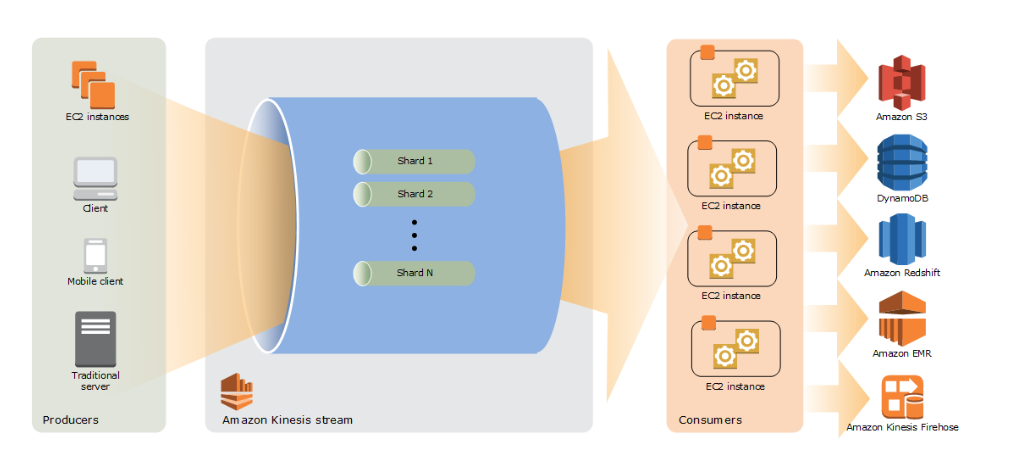 EC2 instances
Client
Mobile client
Traditional
server
Producers
Shard 1
Shard 2
Shard N
Amazon Kinesis stream
EC2 instance
EC2 instance
EC2 instance
EC2 instance
Consumers
Amazon S3
DynamoDB
Amazon Redshift
Amazon EMR
Amazon Kinesis Firehose